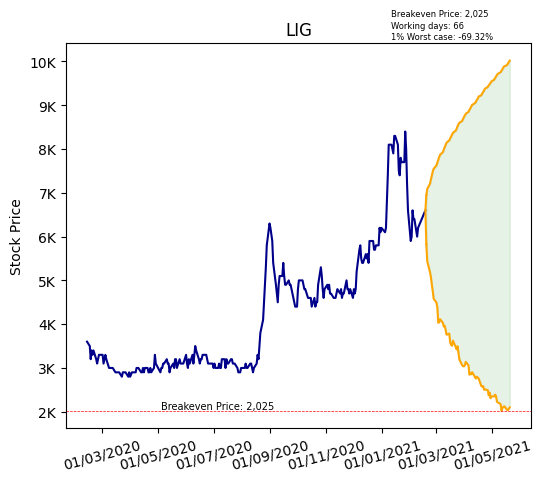 Breakeven Price: 2,025
Working days: 66
1% Worst case: -69.32%
LIG
Stock Price
10K
9K
8K
7K
6K
5K
4K
3K
2K
Breakeven Price: 2,025
01/03/2020
01/05/2020
01/07/2020
01/09/2020
01/11/2020
01/01/2021
01/03/2021
01/05/2021